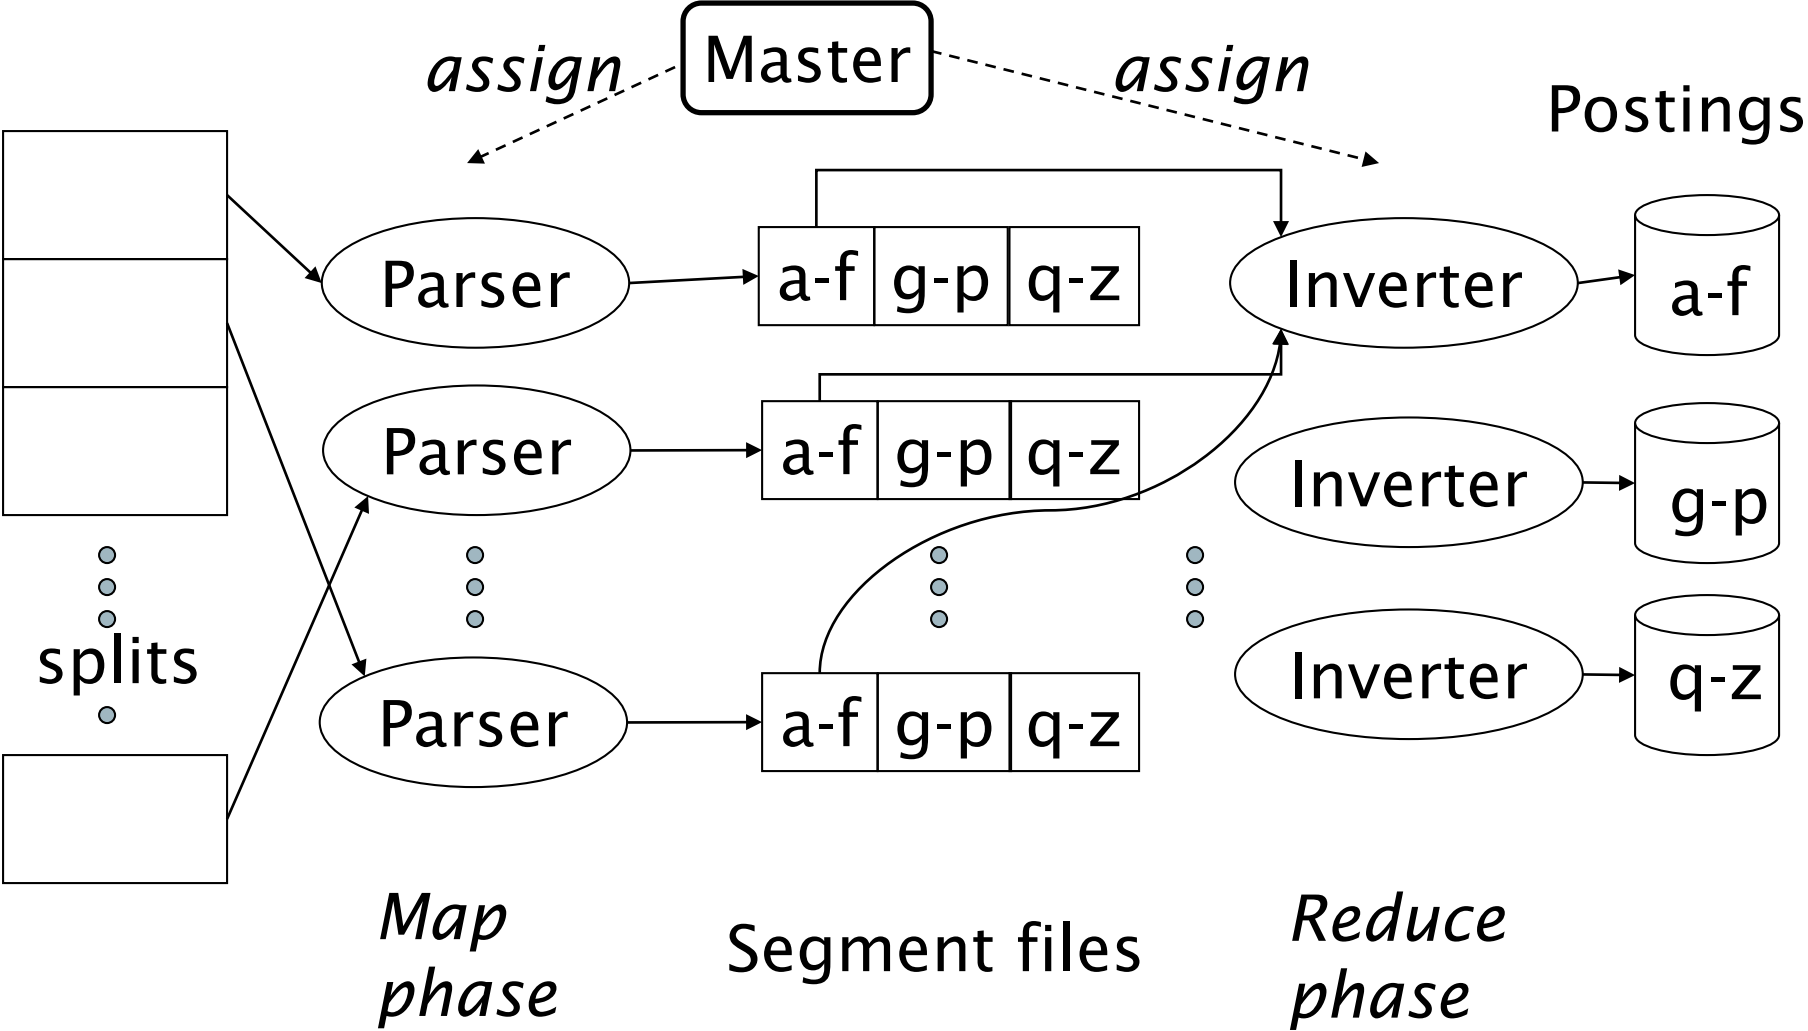 Master
assign
assign
Postings
Parser
a-f g-p q-z
Inverter
a-f
Parser
a-f g-p q-z
Inverter
g-p
splits
Parser
a-f g-p q-z
Inverter
q-z
Map
phase
Segment files
Reduce
phase